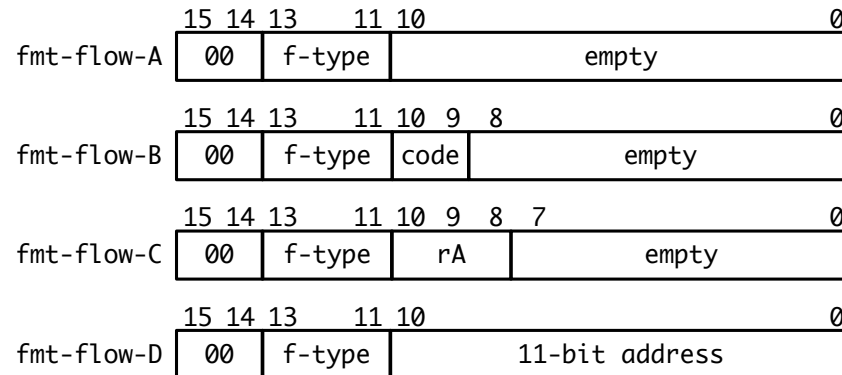 15 14 13 11 10 0
fmt-flow-A 00 f-type empty
15 14 13 11 10 9 8 0
fmt-flow-B 00 f-type code empty
15 14 13 11 10 9 8 7 0
fmt-flow-C 00 f-type rA empty
15 14 13 11 10 0
fmt-flow-D 00 f-type 11-bit address